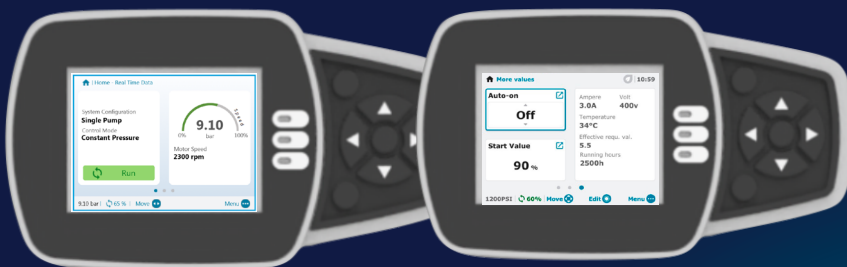 Home - Real Time Data
System Configuration
Single Pump
Control Mode
Constant Pressure
Run
9.10
0% bar 100%
Speed
Motor Speed
2300 rpm
9.10 bar | 65 % | Move
Menu
More values
10:59
Auto-on
Off
Start Value
90 %
Ampere Volt
3.0A 400v
Temperature
34°C
Effective requ. val.
5.5
Running hours
2500h
1200PSI | 60% | Move
Edit
Menu